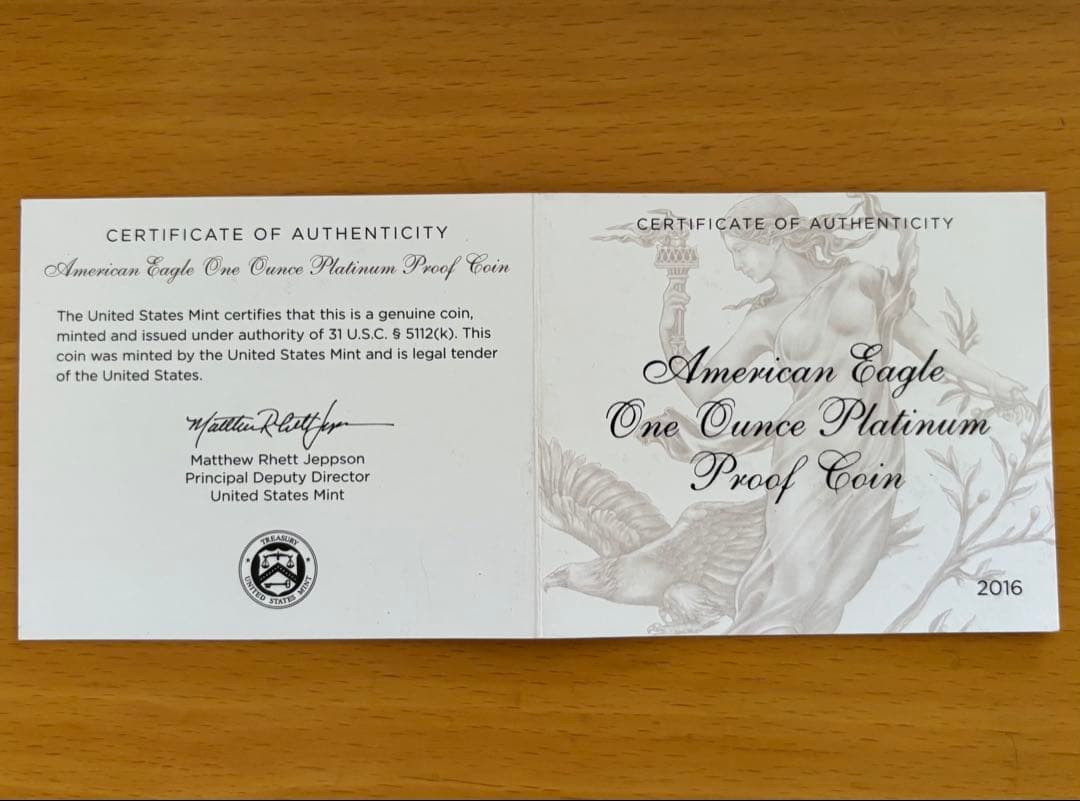 CERTIFICATE OF AUTHENTICITY
American Eagle One Ounce Platinum Proof Coin
The United States Mint certifies that this is a genuine coin,
minted and issued under authority of 31 U.S.C. § 5112(k). This
coin was minted by the United States Mint and is legal tender
of the United States.
Matthew Rhett Jeppson
Matthew Rhett Jeppson
Principal Deputy Director
United States Mint
TREASURY
UNITED STATES MINT
CERTIFICATE OF AUTHENTICITY
American Eagle
One Ounce Platinum
Proof Coin
2016